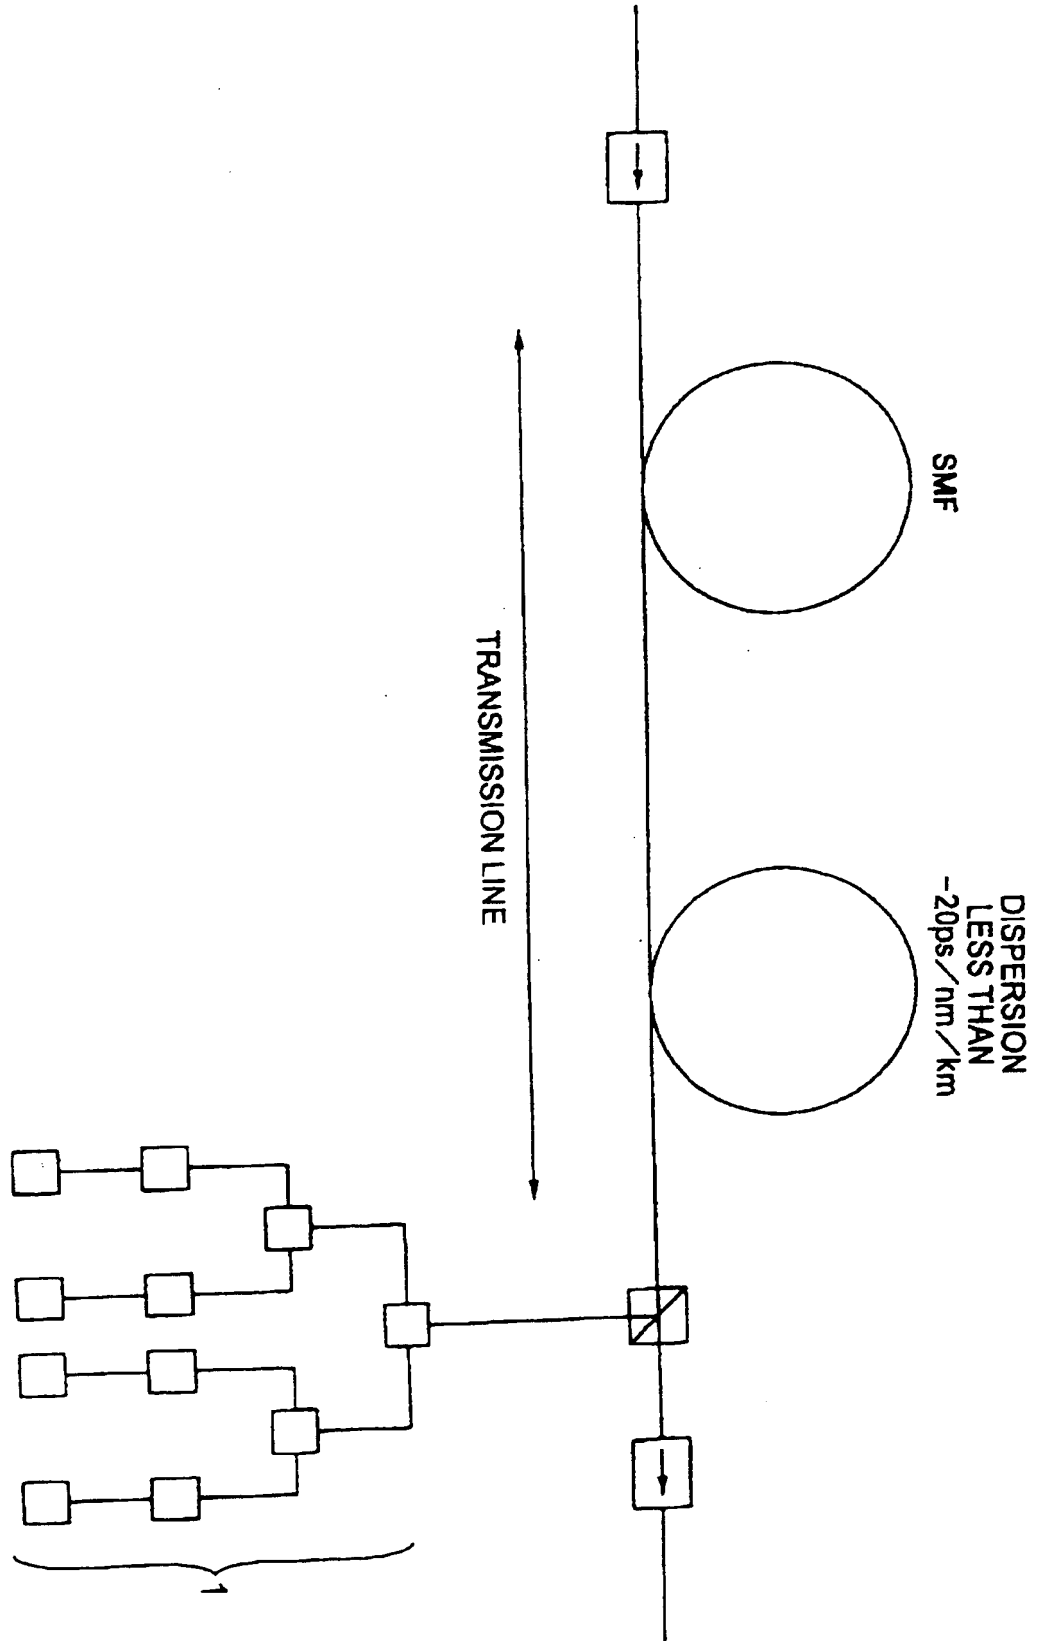 SMF
DISPERSION
LESS THAN
-20ps/nm/km
TRANSMISSION LINE
1